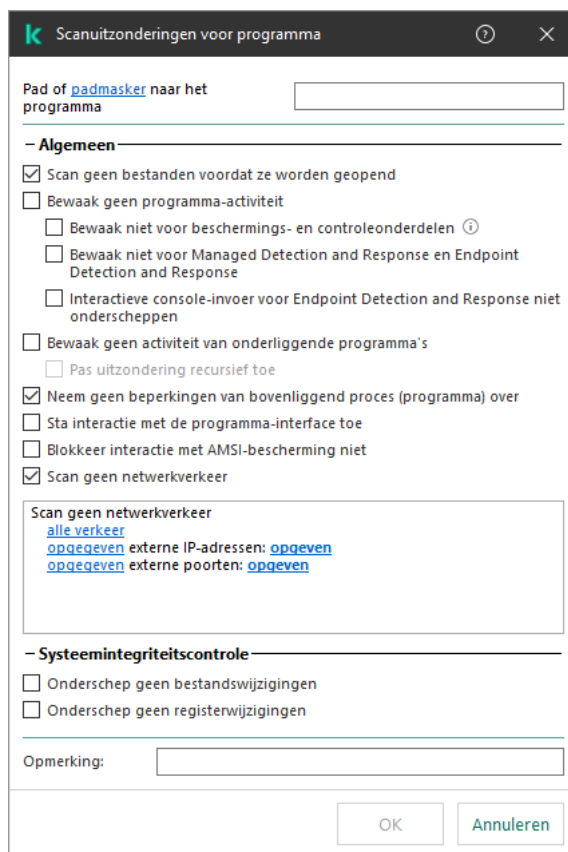 Scanuitzonderingen voor programma
Pad of padmasker naar het
programma
Algemeen
Scan geen bestanden voordat ze worden geopend
Bewaak geen programma-activiteit
Bewaak niet voor beschermings- en controleonderdelen
Bewaak niet voor Managed Detection and Response en Endpoint
Detection and Response
Interactieve console-invoer voor Endpoint Detection and Response niet
onderscheppen
Bewaak geen activiteit van onderliggende programma's
Pas uitzondering recursief toe
Neem geen beperkingen van bovenliggend proces (programma) over
Sta interactie met de programma-interface toe
Blokkeer interactie met AMSI-bescherming niet
Scan geen netwerkverkeer
Scan geen netwerkverkeer
alle verkeer
opgegeven externe IP-adressen: opgeven
opgegeven externe poorten: opgeven
Systeemintegriteitscontrole
Onderschep geen bestandswijzigingen
Onderschep geen registerwijzigingen
Opmerking:
OK Annuleren